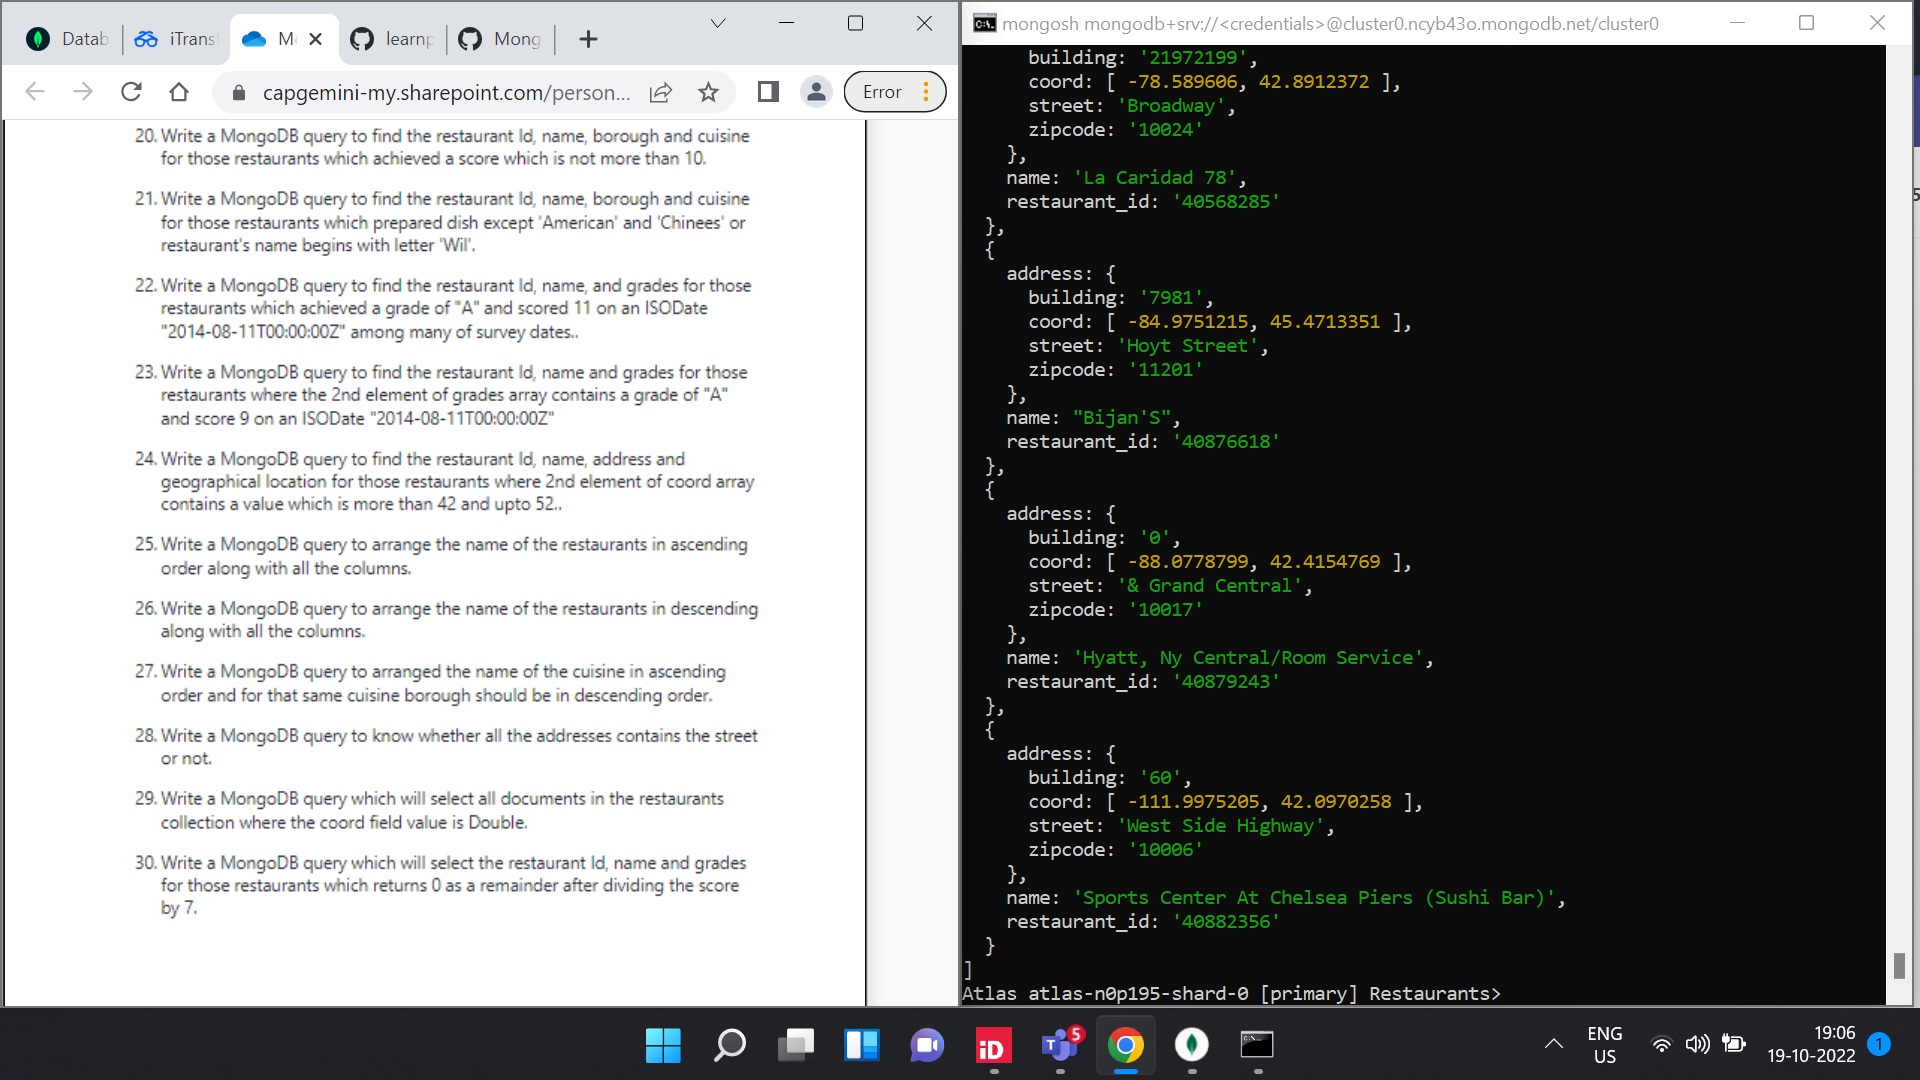 Datab
iTrans
M
learnp
Mong
capgemini-my.sharepoint.com/person...
Error
20. Write a MongoDB query to find the restaurant Id, name, borough and cuisine
for those restaurants which achieved a score which is not more than 10.
21. Write a MongoDB query to find the restaurant Id, name, borough and cuisine
for those restaurants which prepared dish except 'American' and 'Chinees' or
restaurant's name begins with letter 'Wil'.
22. Write a MongoDB query to find the restaurant Id, name, and grades for those
restaurants which achieved a grade of "A" and scored 11 on an ISODate
"2014-08-11T00:00:00Z" among many of survey dates..
23. Write a MongoDB query to find the restaurant Id, name and grades for those
restaurants where the 2nd element of grades array contains a grade of "A"
and score 9 on an ISODate "2014-08-11T00:00:00Z"
24. Write a MongoDB query to find the restaurant Id, name, address and
geographical location for those restaurants where 2nd element of coord array
contains a value which is more than 42 and upto 52..
25. Write a MongoDB query to arrange the name of the restaurants in ascending
order along with all the columns.
26. Write a MongoDB query to arrange the name of the restaurants in descending
along with all the columns.
27. Write a MongoDB query to arranged the name of the cuisine in ascending
order and for that same cuisine borough should be in descending order.
28. Write a MongoDB query to know whether all the addresses contains the street
or not.
29. Write a MongoDB query which will select all documents in the restaurants
collection where the coord field value is Double.
30. Write a MongoDB query which will select the restaurant Id, name and grades
for those restaurants which returns 0 as a remainder after dividing the score
by 7.
mongosh mongodb+srv://<credentials>@cluster0.ncyb43o.mongodb.net/cluster0
building: '21972199',
coord: [ -78.589606, 42.8912372 ],
street: 'Broadway',
zipcode: '10024'
},
name: 'La Caridad 78',
restaurant_id: '40568285'
},
{
address: {
building: '7981',
coord: [ -84.9751215, 45.4713351 ],
street: 'Hoyt Street',
zipcode: '11201'
},
name: "Bijan'S",
restaurant_id: '40876618'
},
{
address: {
building: '0',
coord: [ -88.0778799, 42.4154769 ],
street: '& Grand Central',
zipcode: '10017'
},
name: 'Hyatt, Ny Central/Room Service',
restaurant_id: '40879243'
},
{
address: {
building: '60',
coord: [ -111.9975205, 42.0970258 ],
street: 'West Side Highway',
zipcode: '10006'
},
name: 'Sports Center At Chelsea Piers (Sushi Bar)',
restaurant_id: '40882356'
}
]
Atlas atlas-n0p195-shard-0 [primary] Restaurants>
iD
T
5
ENG
US
19:06
19-10-2022
1